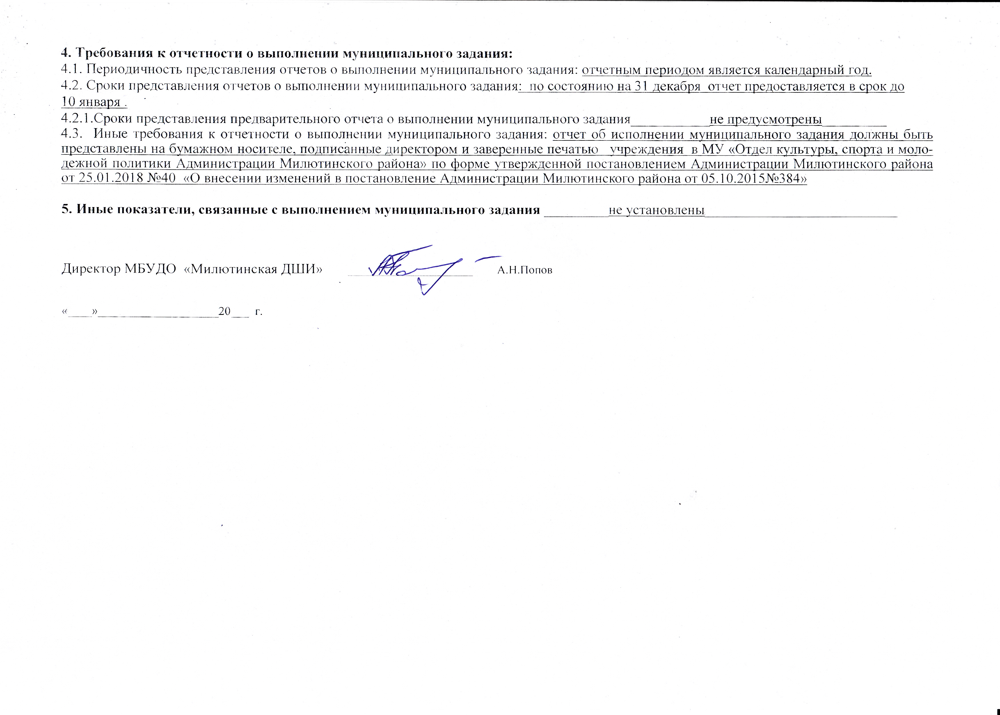 4. Требования к отчетности о выполнении муниципального задания:
4.1. Периодичность представления отчетов о выполнении муниципального задания: отчетным периодом является календарный год.
4.2. Сроки представления отчетов о выполнении муниципального задания:  по состоянию на 31 декабря  отчет предоставляется в срок до
10 января .
4.2.1.Сроки представления предварительного отчета о выполнении муниципального задания____________не предусмотрены__________
4.3.  Иные требования к отчетности о выполнении муниципального задания: отчет об исполнении муниципального задания должны быть
представлены на бумажном носителе, подписанные директором и заверенные печатью   учреждения  в МУ «Отдел культуры, спорта и моло-
дежной политики Администрации Милютинского района» по форме утвержденной постановлением Администрации Милютинского района
от 25.01.2018 №40  «О внесении изменений в постановление Администрации Милютинского района от 05.10.2015№384»
5. Иные показатели, связанные с выполнением муниципального задания __________не установлены______________________________
Директор МБУДО  «Милютинская ДШИ» ____________________ А.Н.Попов
«____»____________________20___  г.